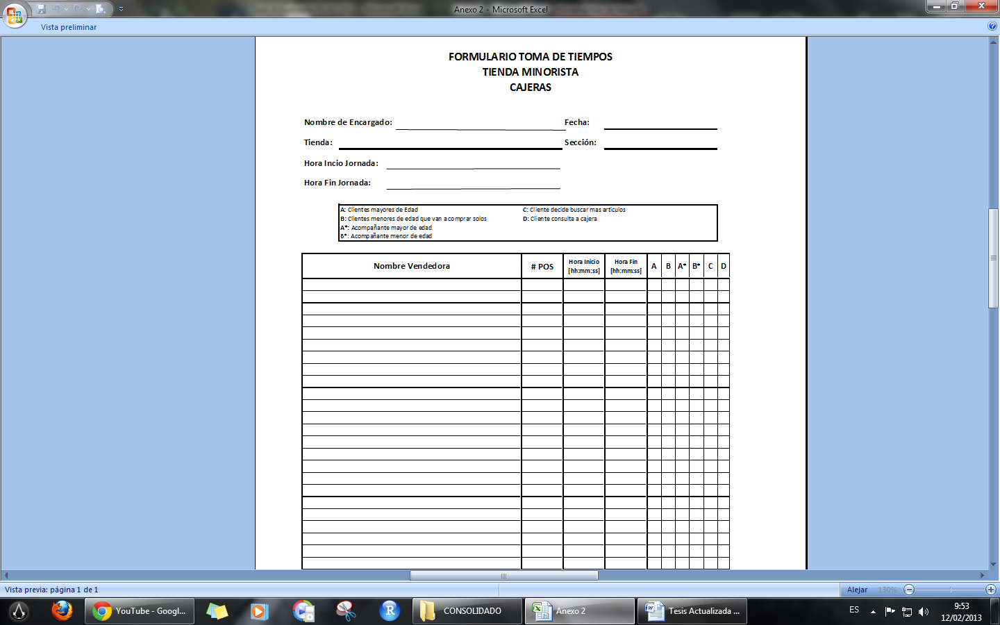 Anexo 2 - Microsoft Excel
Vista preliminar
FORMULARIO TOMA DE TIEMPOS
TIENDA MINORISTA
CAJERAS
Nombre de Encargado: Fecha:
Tienda: Sección:
Hora Incio Jornada:
Hora Fin Jornada:
A: Clientes mayores de Edad C: Cliente decide buscar mas articulos
B: Clientes menores de edad que van a comprar solos D: Cliente consulta a cajera
A*: Acompañante mayor de edad
B*: Acompañante menor de edad
Nombre Vendedora # POS Hora Inicio [hh:mm:ss] Hora Fin [hh:mm:ss] A B A* B* C D
Vista previa: página 1 de 1 Alejar 130%
YouTube - Googl... CONSOLIDADO Anexo 2 Tesis Actualizada ... ES 9:53
12/02/2013